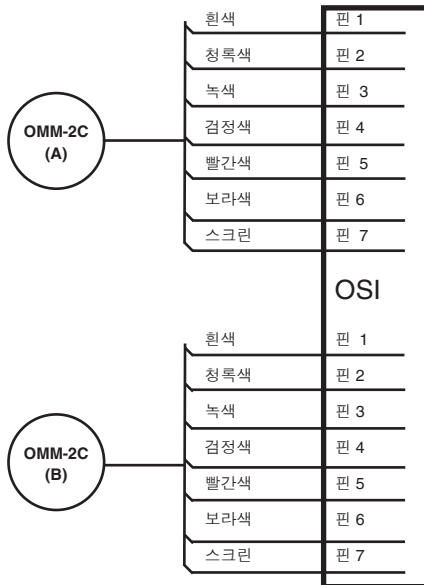 흰색 핀 1
청록색 핀 2
녹색 핀 3
검정색 핀 4
OMM-2C
(A)
빨간색 핀 5
보라색 핀 6
스크린 핀 7
OSI
흰색 핀 1
청록색 핀 2
녹색 핀 3
검정색 핀 4
OMM-2C
(B)
빨간색 핀 5
보라색 핀 6
스크린 핀 7